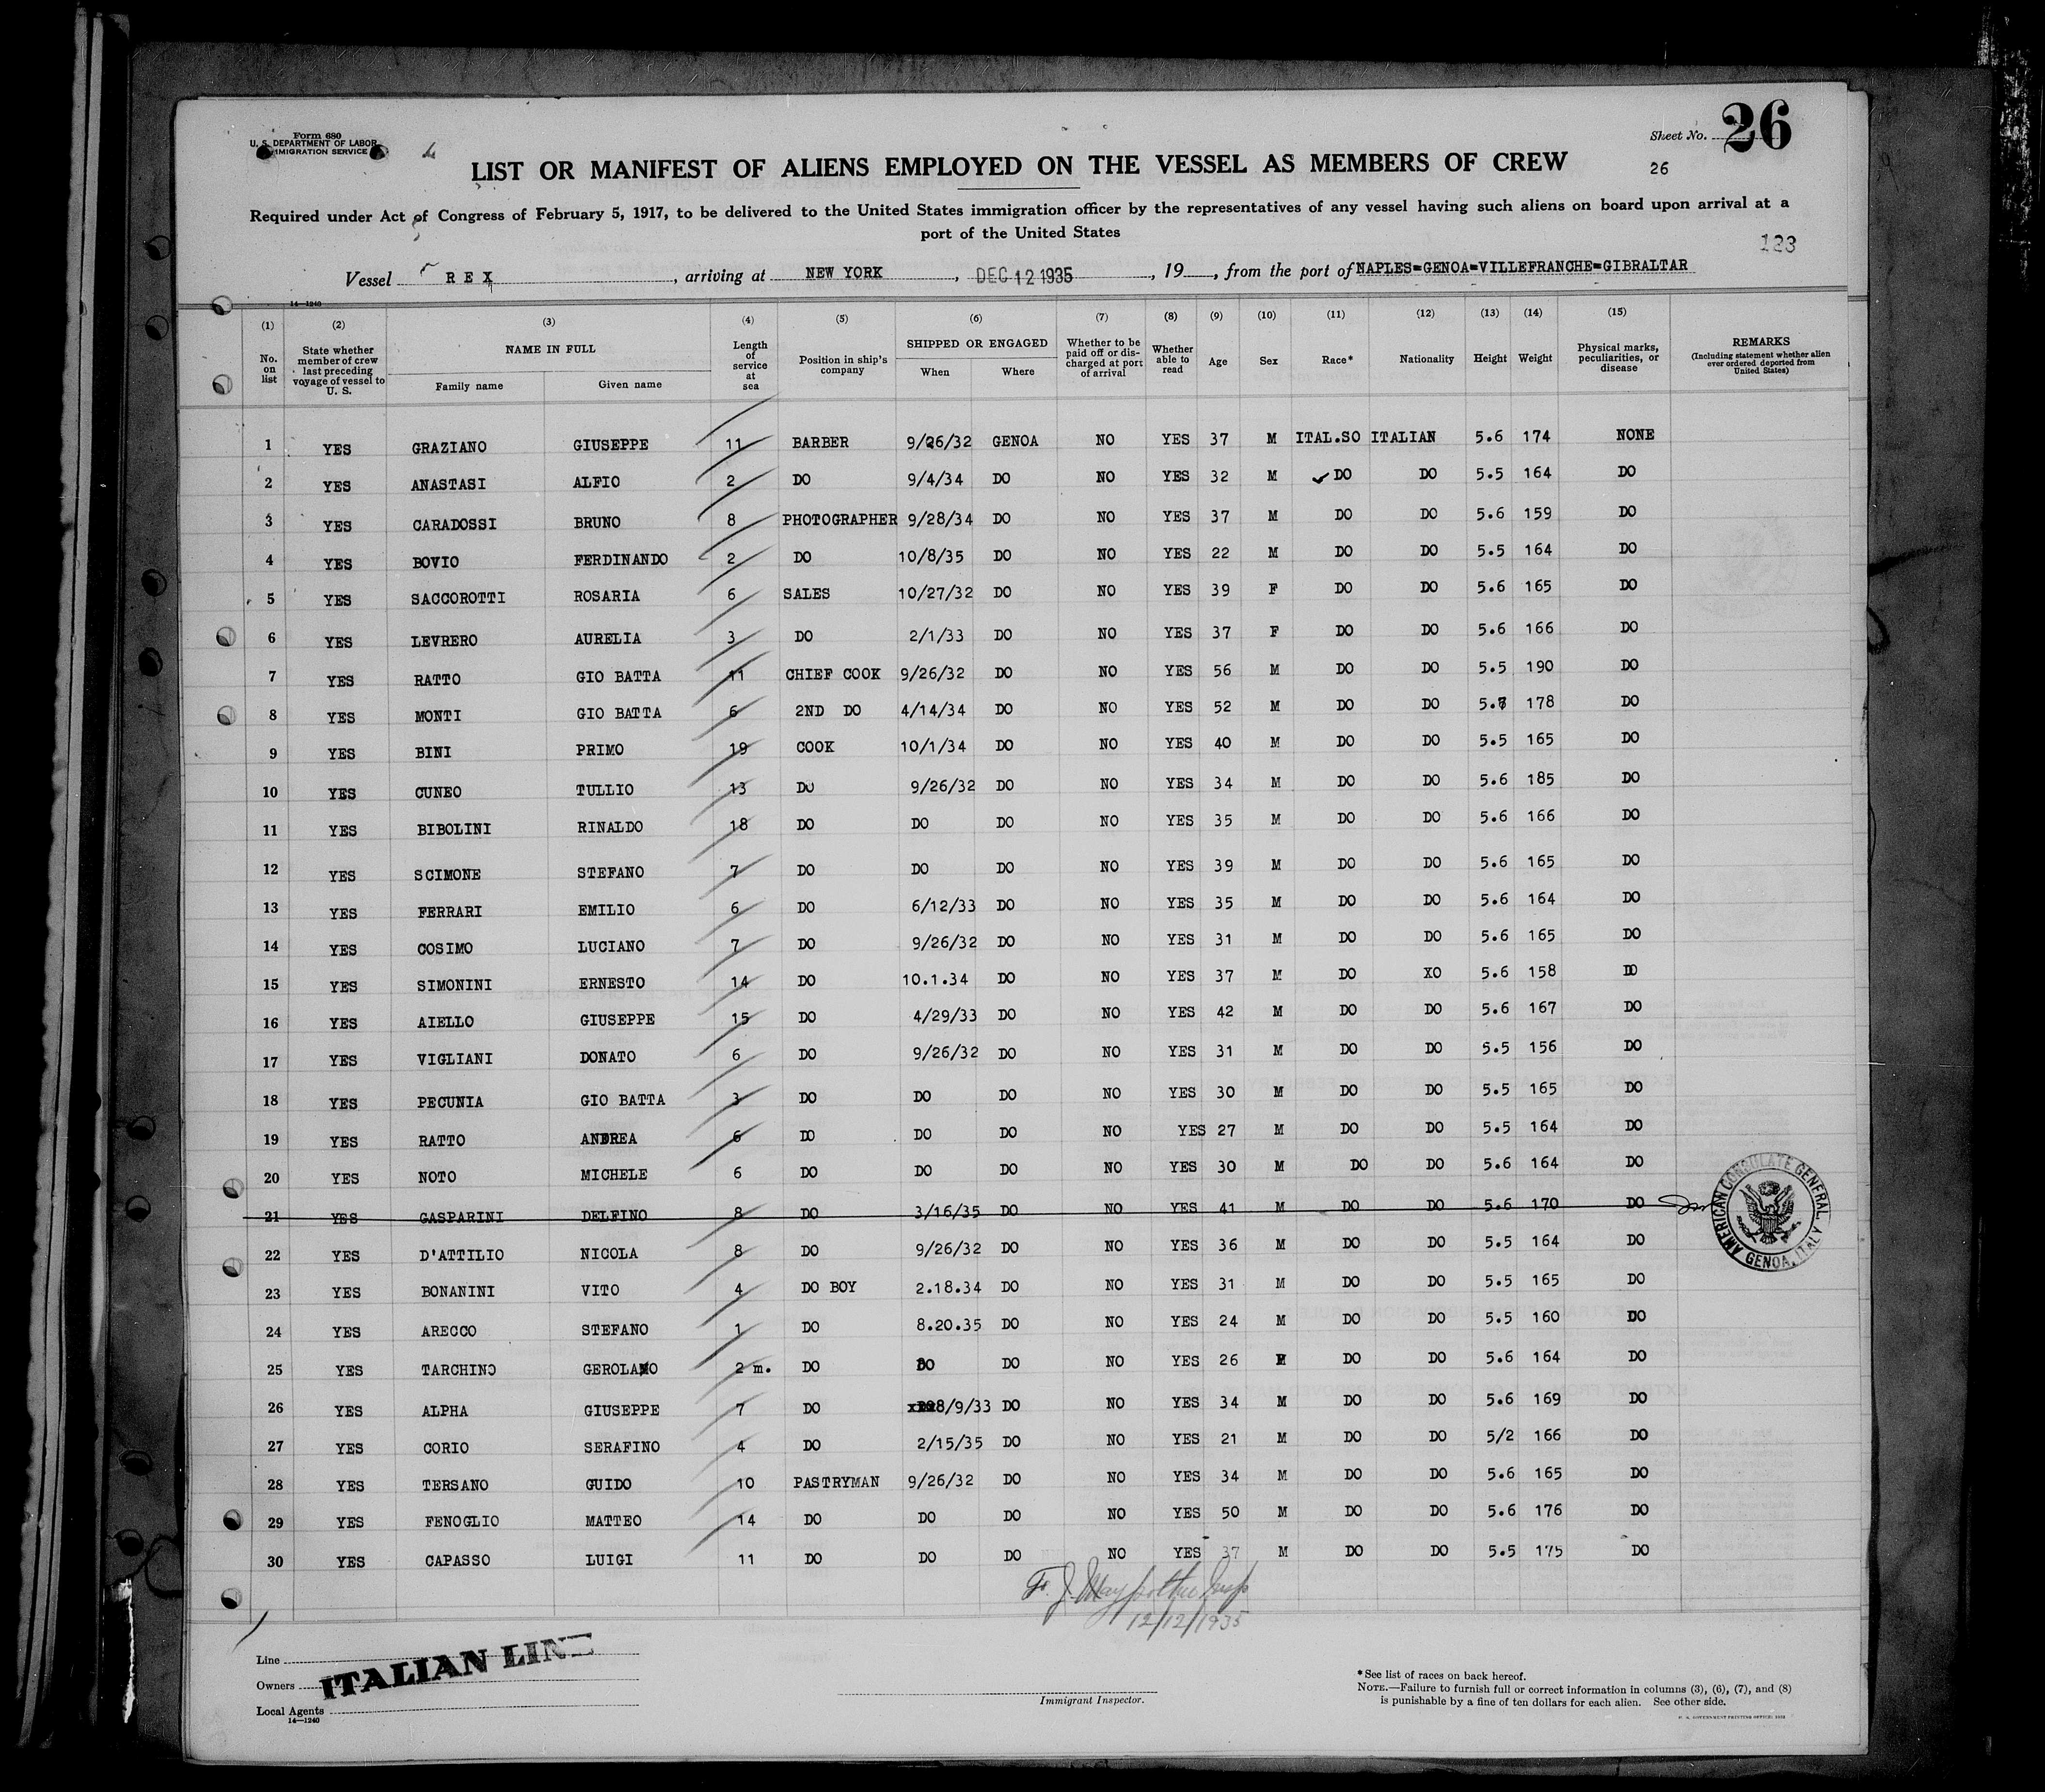 Form 680
U. S. DEPARTMENT OF LABOR
IMMIGRATION SERVICE
Sheet No. 26
26
LIST OR MANIFEST OF ALIENS EMPLOYED ON THE VESSEL AS MEMBERS OF CREW
Required under Act of Congress of February 5, 1917, to be delivered to the United States immigration officer by the representatives of any vessel having such aliens on board upon arrival at a
port of the United States
123
Vessel REX, arriving at NEW YORK, DEC 12 1935, 19, from the port of NAPLES=GENOA=VILLEFRANCHE=GIBRALTAR
14—1240
(1) (2) (3) (4) (5) (6) (7) (8) (9) (10) (11) (12) (13) (14) (15)
No. on list State whether member of crew last preceding voyage of vessel to U. S. NAME IN FULL Family name Given name Length of service at sea Position in ship's company SHIPPED OR ENGAGED When Where Whether to be paid off or discharged at port of arrival Whether able to read Age Sex Race* Nationality Height Weight Physical marks, peculiarities, or disease REMARKS (Including statement whether alien ever ordered deported from United States)
1 YES GRAZIANO GIUSEPPE 11 BARBER 9/26/32 GENOA NO YES 37 M ITAL.SO ITALIAN 5.6 174 NONE
2 YES ANASTASI ALFIO 2 DO 9/4/34 DO NO YES 32 M DO DO 5.5 164 DO
3 YES CARADOSSI BRUNO 8 PHOTOGRAPHER 9/28/34 DO NO YES 37 M DO DO 5.6 159 DO
4 YES BOVIO FERDINANDO 2 DO 10/8/35 DO NO YES 22 M DO DO 5.5 164 DO
5 YES SACCOROTTI ROSARIA 6 SALES 10/27/32 DO NO YES 39 F DO DO 5.6 165 DO
6 YES LEVRERO AURELIA 3 DO 2/1/33 DO NO YES 37 F DO DO 5.6 166 DO
7 YES RATTO GIO BATTA 11 CHIEF COOK 9/26/32 DO NO YES 56 M DO DO 5.5 190 DO
8 YES MONTI GIO BATTA 6 2ND DO 4/14/34 DO NO YES 52 M DO DO 178 DO
9 YES BINI PRIMO 19 COOK 10/1/34 DO NO YES 40 M DO DO 5.5 165 DO
10 YES CUNEO TULLIO 13 DO 9/26/32 DO NO YES 34 M DO DO 5.6 185 DO
11 YES BIBOLINI RINALDO 18 DO DO DO NO YES 35 M DO DO 5.6 166 DO
12 YES SCIMONE STEFANO 7 DO DO DO NO YES 39 M DO DO 5.6 165 DO
13 YES FERRARI EMILIO 6 DO 6/12/33 DO NO YES 35 M DO DO 5.6 164 DO
14 YES COSIMO LUCIANO 7 DO 9/26/32 DO NO YES 31 M DO DO 5.6 165 DO
15 YES SIMONINI ERNESTO 14 DO 10.1.34 DO NO YES 37 M DO XO 5.6 158 DO
16 YES AIELLO GIUSEPPE 15 DO 4/29/33 DO NO YES 42 M DO DO 5.6 167 DO
17 YES VIGLIANI DONATO 6 DO 9/26/32 DO NO YES 31 M DO DO 5.5 156 DO
18 YES PECUNIA GIO BATTA 3 DO DO DO NO YES 30 M DO DO 5.5 165 DO
19 YES RATTO ANDREA 6 DO DO DO NO YES 27 M DO DO 5.5 164 DO
20 YES NOTO MICHELE 6 DO DO DO NO YES 30 M DO DO 5.6 164 DO
21 YES GASPARINI DELFINO 8 DO 3/16/35 DO NO YES 41 M DO DO 5.6 170 DO
AMERICAN CONSULATE GENERAL GENOA, ITALY
22 YES D'ATTILIO NICOLA 8 DO 9/26/32 DO NO YES 36 M DO DO 5.5 164 DO
23 YES BONANINI VITO 4 DO BOY 2.18.34 DO NO YES 31 M DO DO 5.5 165 DO
24 YES ARECCO STEFANO 1 DO 8.20.35 DO NO YES 24 M DO DO 5.5 160 DO
25 YES TARCHINO GEROLAMO 2 m. DO DO DO NO YES 26 M DO DO 5.6 164 DO
26 YES ALPHA GIUSEPPE 7 DO 8/9/33 DO NO YES 34 M DO DO 5.6 169 DO
27 YES CORIO SERAFINO 4 DO 2/15/35 DO NO YES 21 M DO DO 5/2 166 DO
28 YES TERSANO GUIDO 10 PASTRYMAN 9/26/32 DO NO YES 34 M DO DO 5.6 165 DO
29 YES FENOGLIO MATTEO 14 DO DO DO NO YES 50 M DO DO 5.6 176 DO
30 YES CAPASSO LUIGI 11 DO DO DO NO YES 37 M DO DO 5.5 175 DO
F. J.
12/12/1935
Line
Owners
ITALIAN LINE
Local Agents
14—1240
Immigrant Inspector.
*See list of races on back hereof.
NOTE.—Failure to furnish full or correct information in columns (3), (6), (7), and (8)
is punishable by a fine of ten dollars for each alien. See other side.
U. S. GOVERNMENT PRINTING OFFICE: 1932